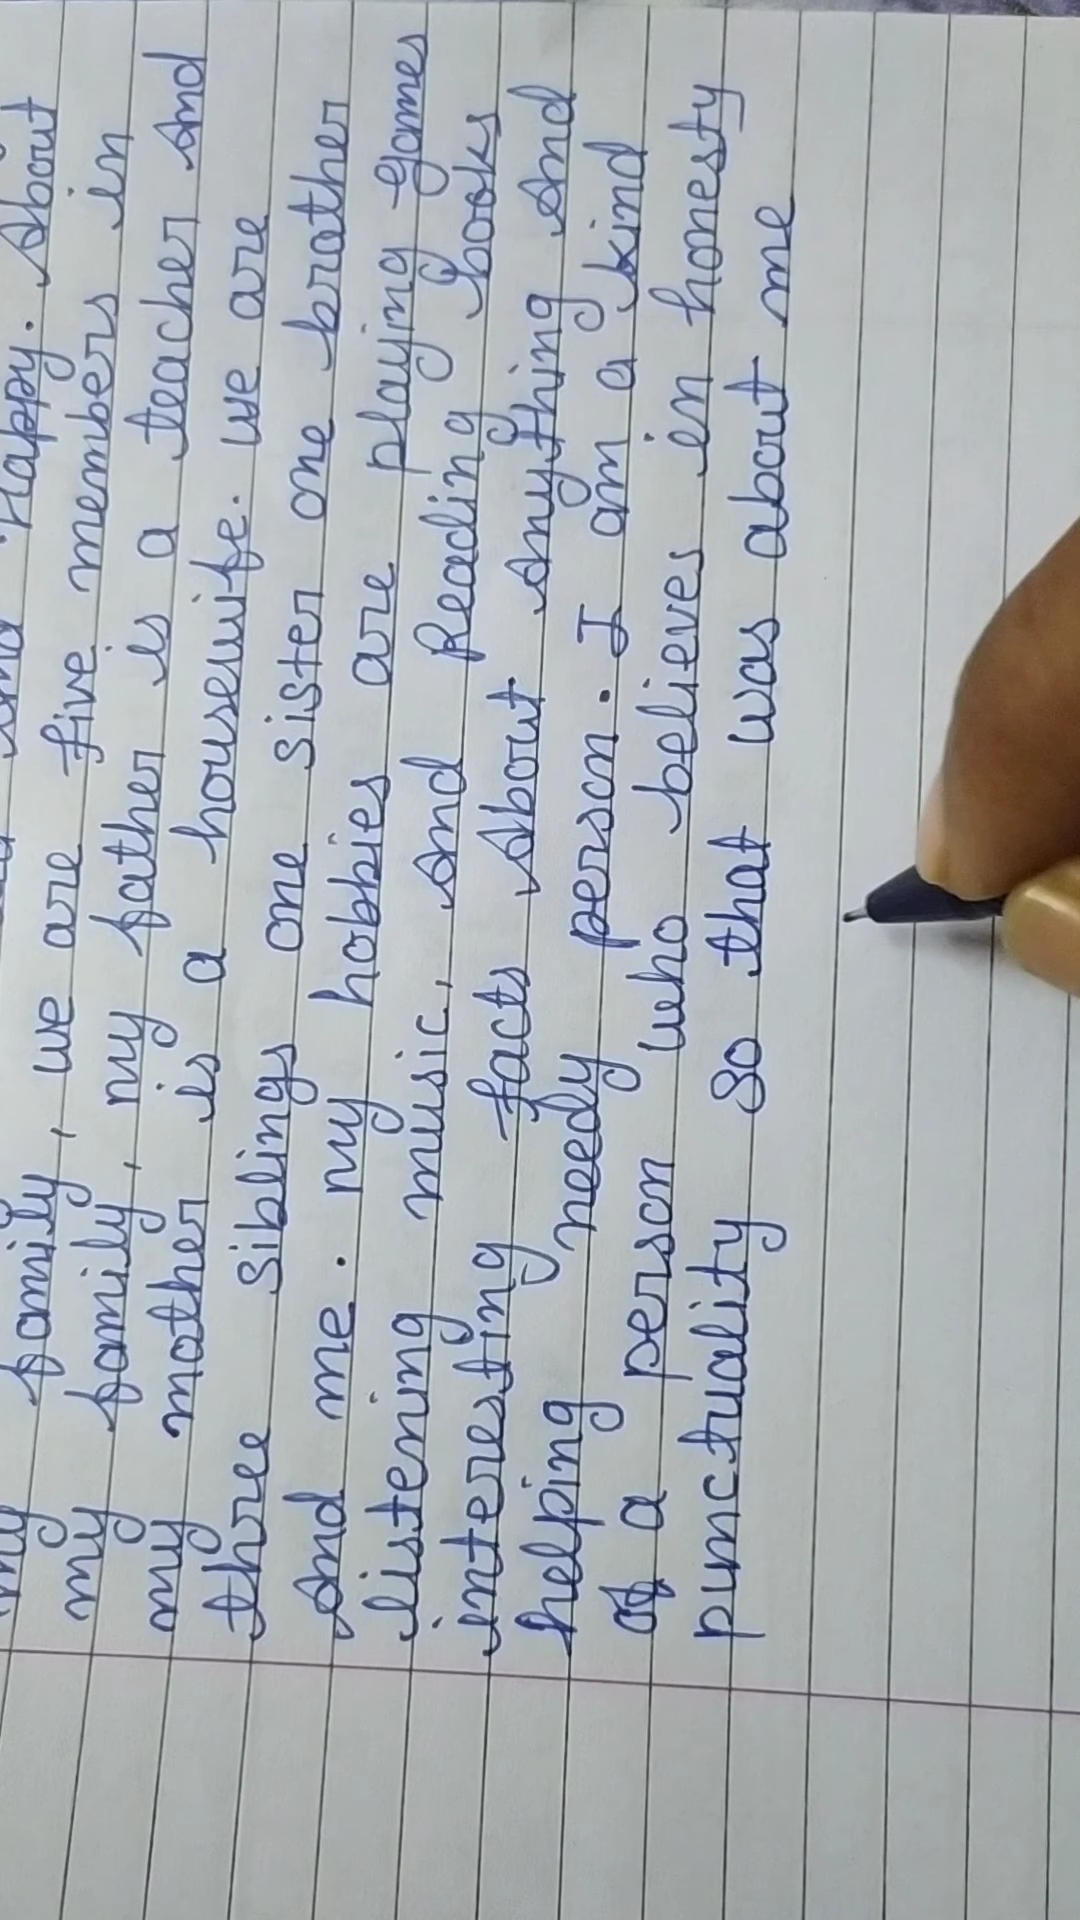 Happy. About
my family, we are five members in
my family, my father is a teacher And
my mother is a housewife. we are
three siblings one sister one brother
And me. my hobbies are playing games
listening music, And Reading books
interesting facts About Anything And
helping needy person. I am a kind
of a person who believes in honesty
punctuality so that was about me